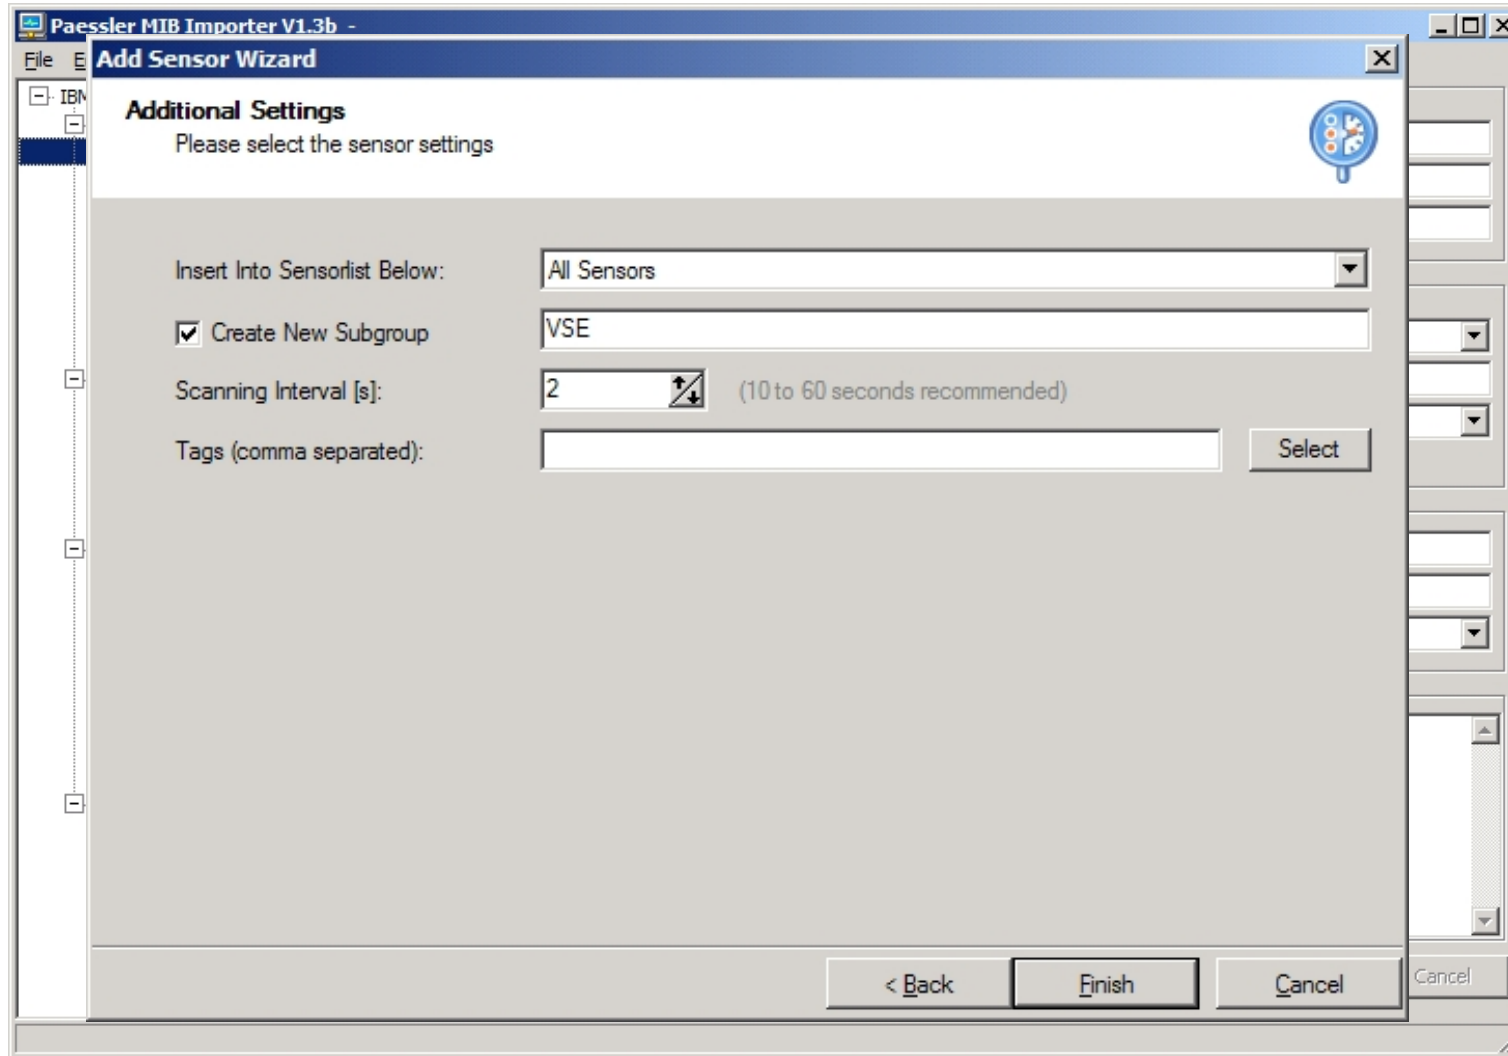 Paessler MIB Importer V1.3b -
File E
Add Sensor Wizard
IBM
Additional Settings
Please select the sensor settings
Insert Into Sensorlist Below: All Sensors
Create New Subgroup VSE
Scanning Interval [s]: 2 (10 to 60 seconds recommended)
Tags (comma separated): Select
< Back Finish Cancel
Cancel